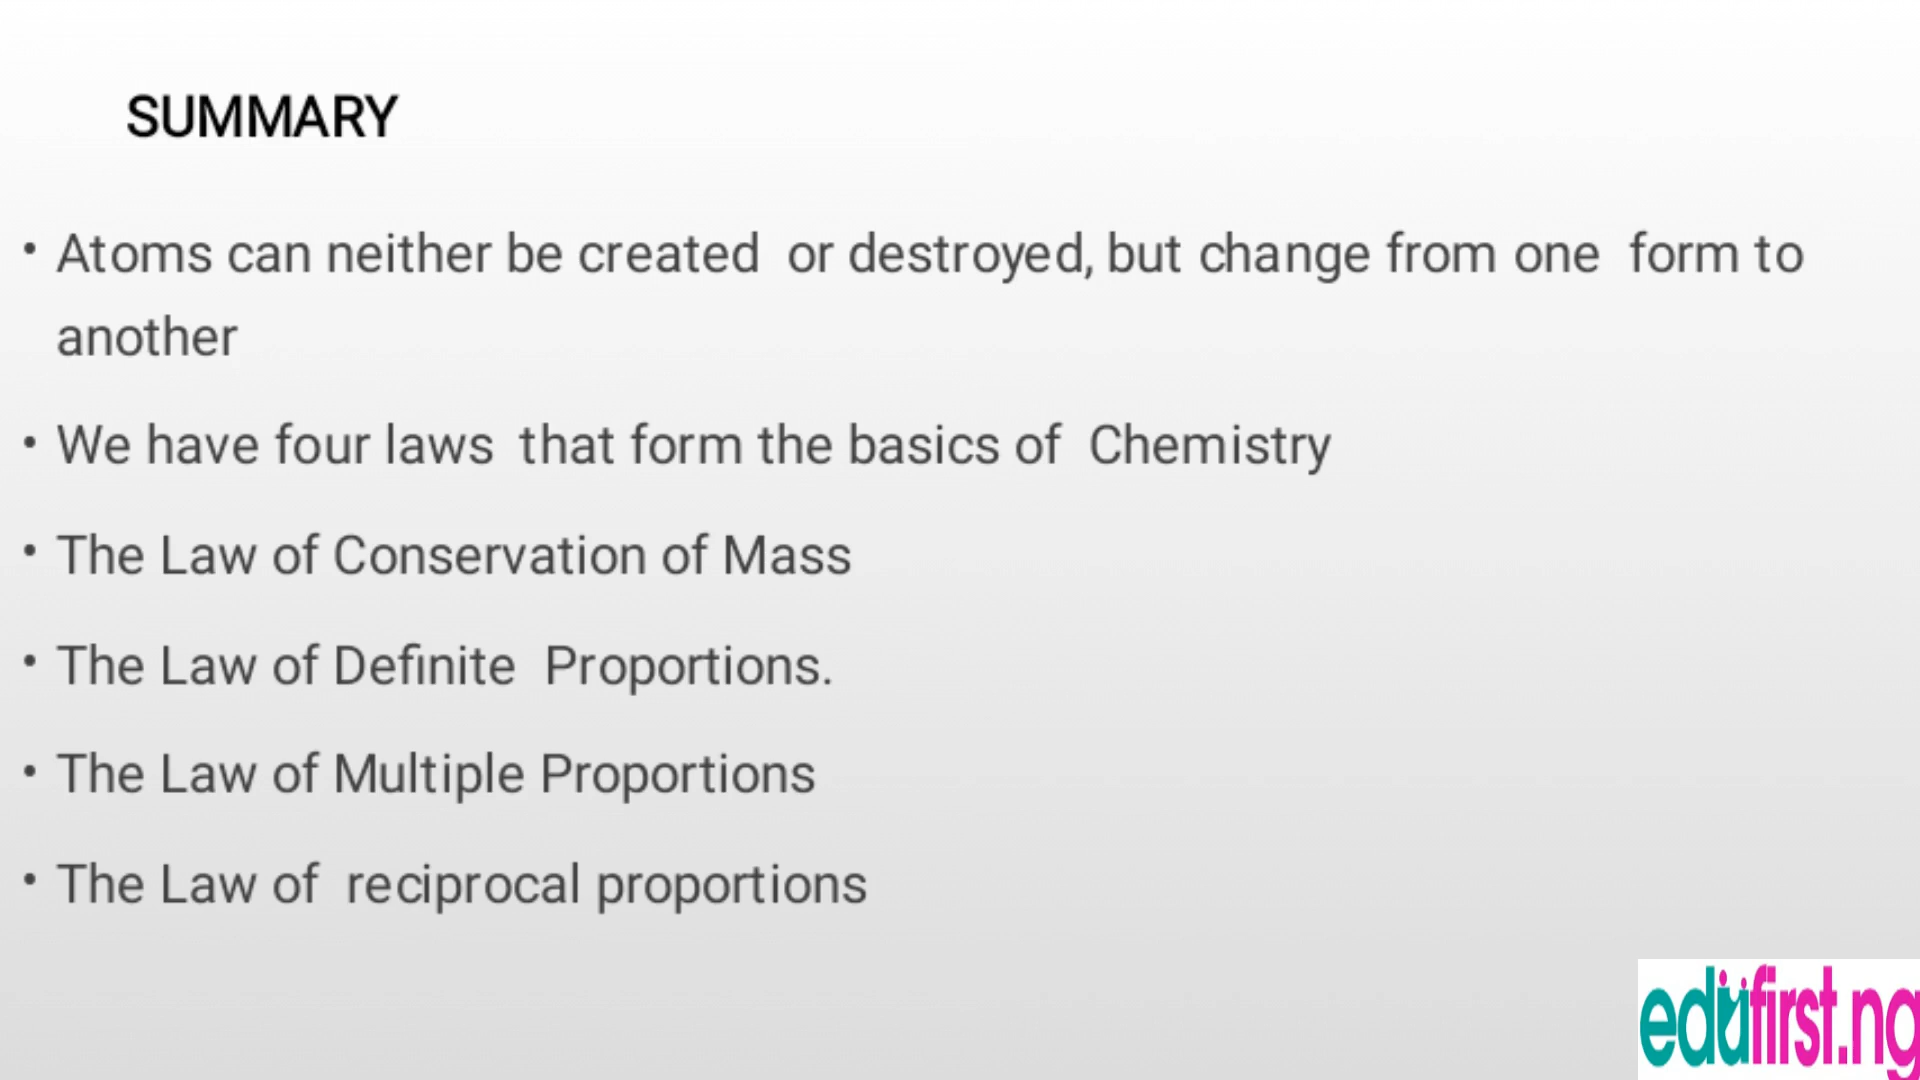 SUMMARY
• Atoms can neither be created or destroyed, but change from one form to
another
• We have four laws that form the basics of Chemistry
• The Law of Conservation of Mass
• The Law of Definite Proportions.
• The Law of Multiple Proportions
• The Law of reciprocal proportions
edufirst.ng